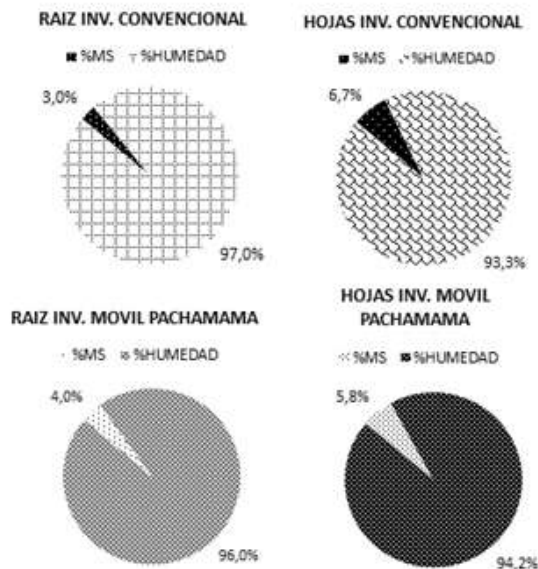 RAIZ INV. CONVENCIONAL
%MS %HUMEDAD
3,0%
97,0%
HOJAS INV. CONVENCIONAL
%MS %HUMEDAD
6,7%
93,3%
RAIZ INV. MOVIL PACHAMAMA
%MS %HUMEDAD
4,0%
96,0%
HOJAS INV. MOVIL
PACHAMAMA
%MS %HUMEDAD
5,8%
94,2%